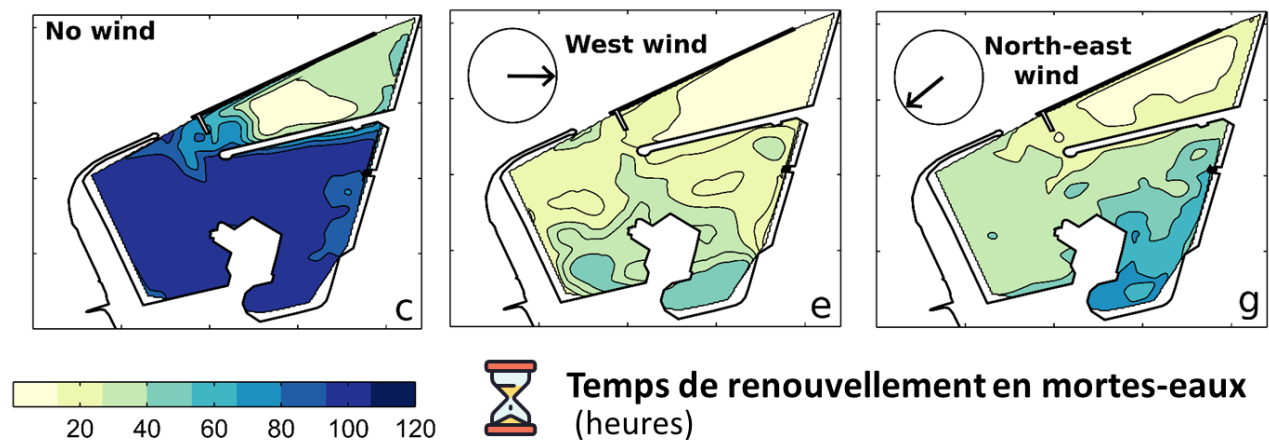 No wind
West wind
North-east
wind
c
e
g
20 40 60 80 100 120
Temps de renouvellement en mortes-eaux
(heures)